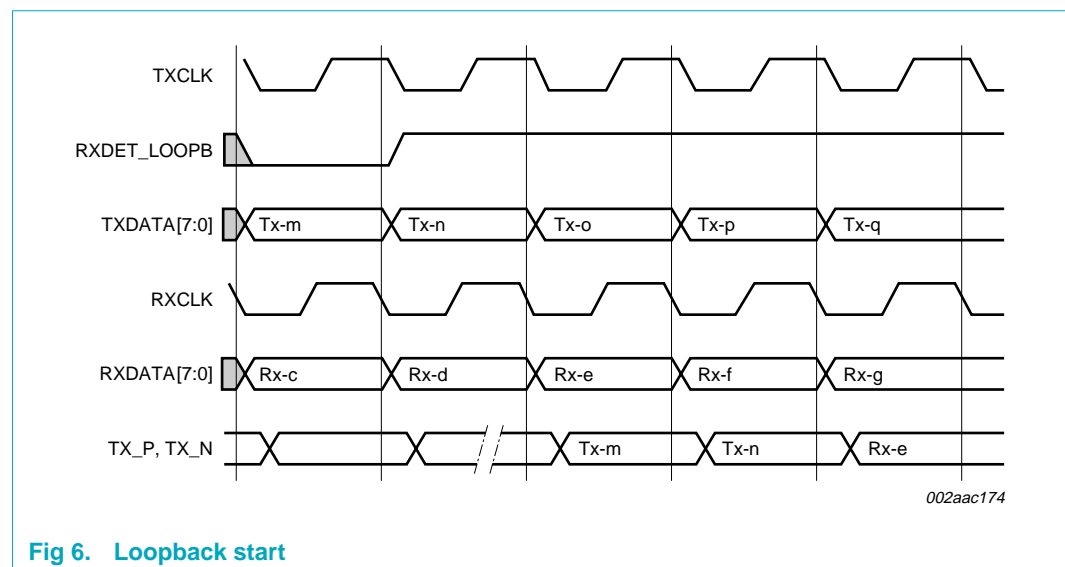 TXCLK
RXDET_LOOPB
TXDATA[7:0] Tx-m Tx-n Tx-o Tx-p Tx-q
RXCLK
RXDATA[7:0] Rx-c Rx-d Rx-e Rx-f Rx-g
TX_P, TX_N Tx-m Tx-n Rx-e
002aac174
Fig 6. Loopback start